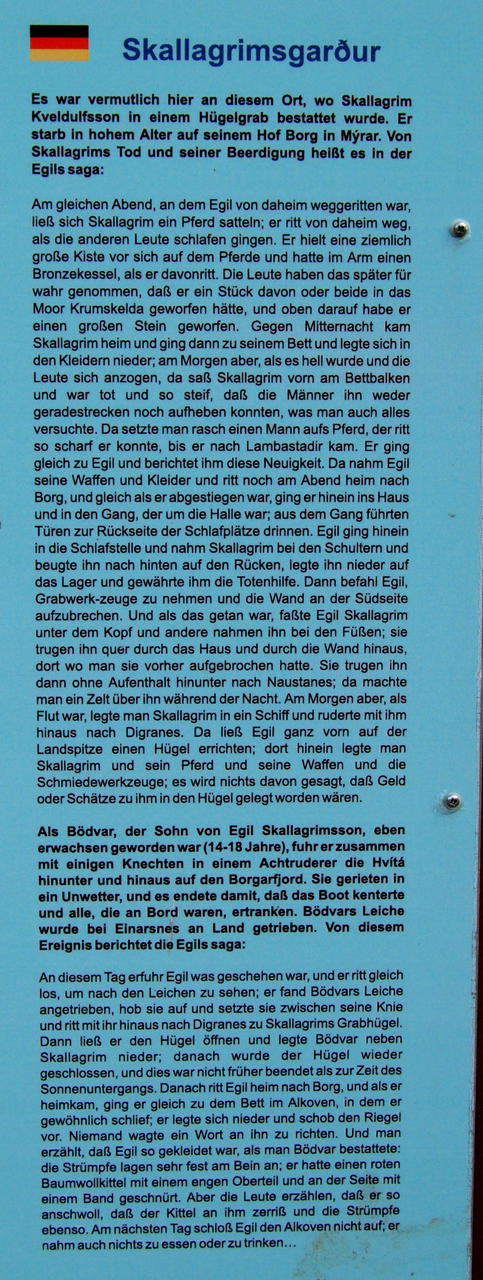 Skallagrimsgarður
Es war vermutlich hier an diesem Ort, wo Skallagrim
Kveldulfsson in einem Hügelgrab bestattet wurde. Er
starb in hohem Alter auf seinem Hof Borg in Mýrar. Von
Skallagrims Tod und seiner Beerdigung heißt es in der
Egils saga:
Am gleichen Abend, an dem Egil von daheim weggeritten war,
ließ sich Skallagrim ein Pferd satteln; er ritt von daheim weg,
als die anderen Leute schlafen gingen. Er hielt eine ziemlich
große Kiste vor sich auf dem Pferde und hatte im Arm einen
Bronzekessel, als er davonritt. Die Leute haben das später für
wahr genommen, daß er ein Stück davon oder beide in das
Moor Krumskelda geworfen hätte, und oben darauf habe er
einen großen Stein geworfen. Gegen Mitternacht kam
Skallagrim heim und ging dann zu seinem Bett und legte sich in
den Kleidern nieder; am Morgen aber, als es hell wurde und die
Leute sich anzogen, da saß Skallagrim vorn am Bettbalken
und war tot und so steif, daß die Männer ihn weder
geradestrecken noch aufheben konnten, was man auch alles
versuchte. Da setzte man rasch einen Mann aufs Pferd, der ritt
so scharf er konnte, bis er nach Lambastadir kam. Er ging
gleich zu Egil und berichtet ihm diese Neuigkeit. Da nahm Egil
seine Waffen und Kleider und ritt noch am Abend heim nach
Borg, und gleich als er abgestiegen war, ging er hinein ins Haus
und in den Gang, der um die Halle war; aus dem Gang führten
Türen zur Rückseite der Schlafplätze drinnen. Egil ging hinein
in die Schlafstelle und nahm Skallagrim bei den Schultern und
beugte ihn nach hinten auf den Rücken, legte ihn nieder auf
das Lager und gewährte ihm die Totenhilfe. Dann befahl Egil,
Grabwerk-zeuge zu nehmen und die Wand an der Südseite
aufzubrechen. Und als das getan war, faßte Egil Skallagrim
unter dem Kopf und andere nahmen ihn bei den Füßen; sie
trugen ihn quer durch das Haus und durch die Wand hinaus,
dort wo man sie vorher aufgebrochen hatte. Sie trugen ihn
dann ohne Aufenthalt hinunter nach Naustanes; da machte
man ein Zelt über ihn während der Nacht. Am Morgen aber, als
Flut war, legte man Skallagrim in ein Schiff und ruderte mit ihm
hinaus nach Digranes. Da ließ Egil ganz vorn auf der
Landspitze einen Hügel errichten; dort hinein legte man
Skallagrim und sein Pferd und seine Waffen und die
Schmiedewerkzeuge; es wird nichts davon gesagt, daß Geld
oder Schätze zu ihm in den Hügel gelegt worden wären.
Als Bödvar, der Sohn von Egil Skallagrimsson, eben
erwachsen geworden war (14-18 Jahre), fuhr er zusammen
mit einigen Knechten in einem Achtruderer die Hvítá
hinunter und hinaus auf den Borgarfjord. Sie gerieten in
ein Unwetter, und es endete damit, daß das Boot kenterte
und alle, die an Bord waren, ertranken. Bödvars Leiche
wurde bei Einarsnes an Land getrieben. Von diesem
Ereignis berichtet die Egils saga:
An diesem Tag erfuhr Egil was geschehen war, und er ritt gleich
los, um nach den Leichen zu sehen; er fand Bödvars Leiche
angetrieben, hob sie auf und setzte sie zwischen seine Knie
und ritt mit ihr hinaus nach Digranes zu Skallagrims Grabhügel.
Dann ließ er den Hügel öffnen und legte Bödvar neben
Skallagrim nieder; danach wurde der Hügel wieder
geschlossen, und dies war nicht früher beendet als zur Zeit des
Sonnenuntergangs. Danach ritt Egil heim nach Borg, und als er
heimkam, ging er gleich zu dem Bett im Alkoven, in dem er
gewöhnlich schlief; er legte sich nieder und schob den Riegel
vor. Niemand wagte ein Wort an ihn zu richten. Und man
erzählt, daß Egil so gekleidet war, als man Bödvar bestattete:
die Strümpfe lagen sehr fest am Bein an; er hatte einen roten
Baumwollkittel mit einem engen Oberteil und an der Seite mit
einem Band geschnürt. Aber die Leute erzählen, daß er so
anschwoll, daß der Kittel an ihm zerriß und die Strümpfe
ebenso. Am nächsten Tag schloß Egil den Alkoven nicht auf; er
nahm auch nichts zu essen oder zu trinken...